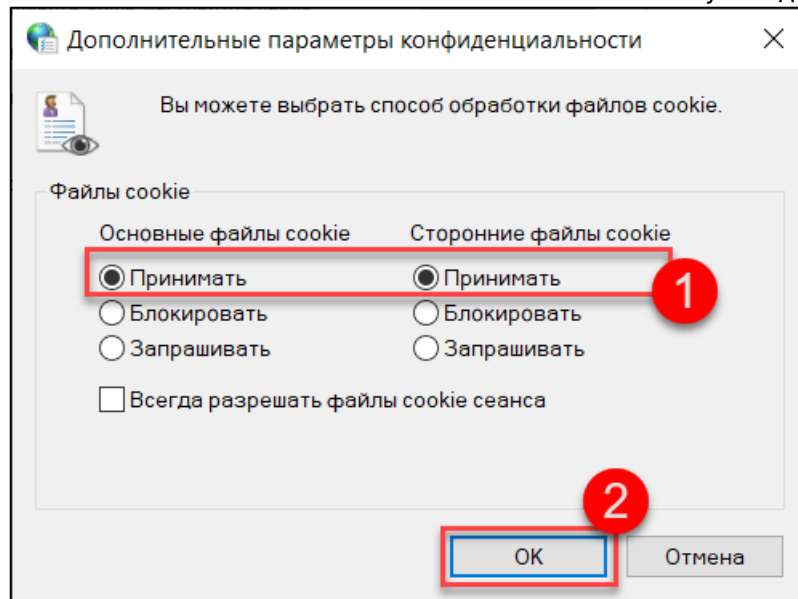 Дополнительные параметры конфиденциальности
Вы можете выбрать способ обработки файлов cookie.
Файлы cookie
Основные файлы cookie Сторонние файлы cookie
Принимать Принимать
1
Блокировать Блокировать
Запрашивать Запрашивать
Всегда разрешать файлы cookie сеанса
2
ОК Отмена